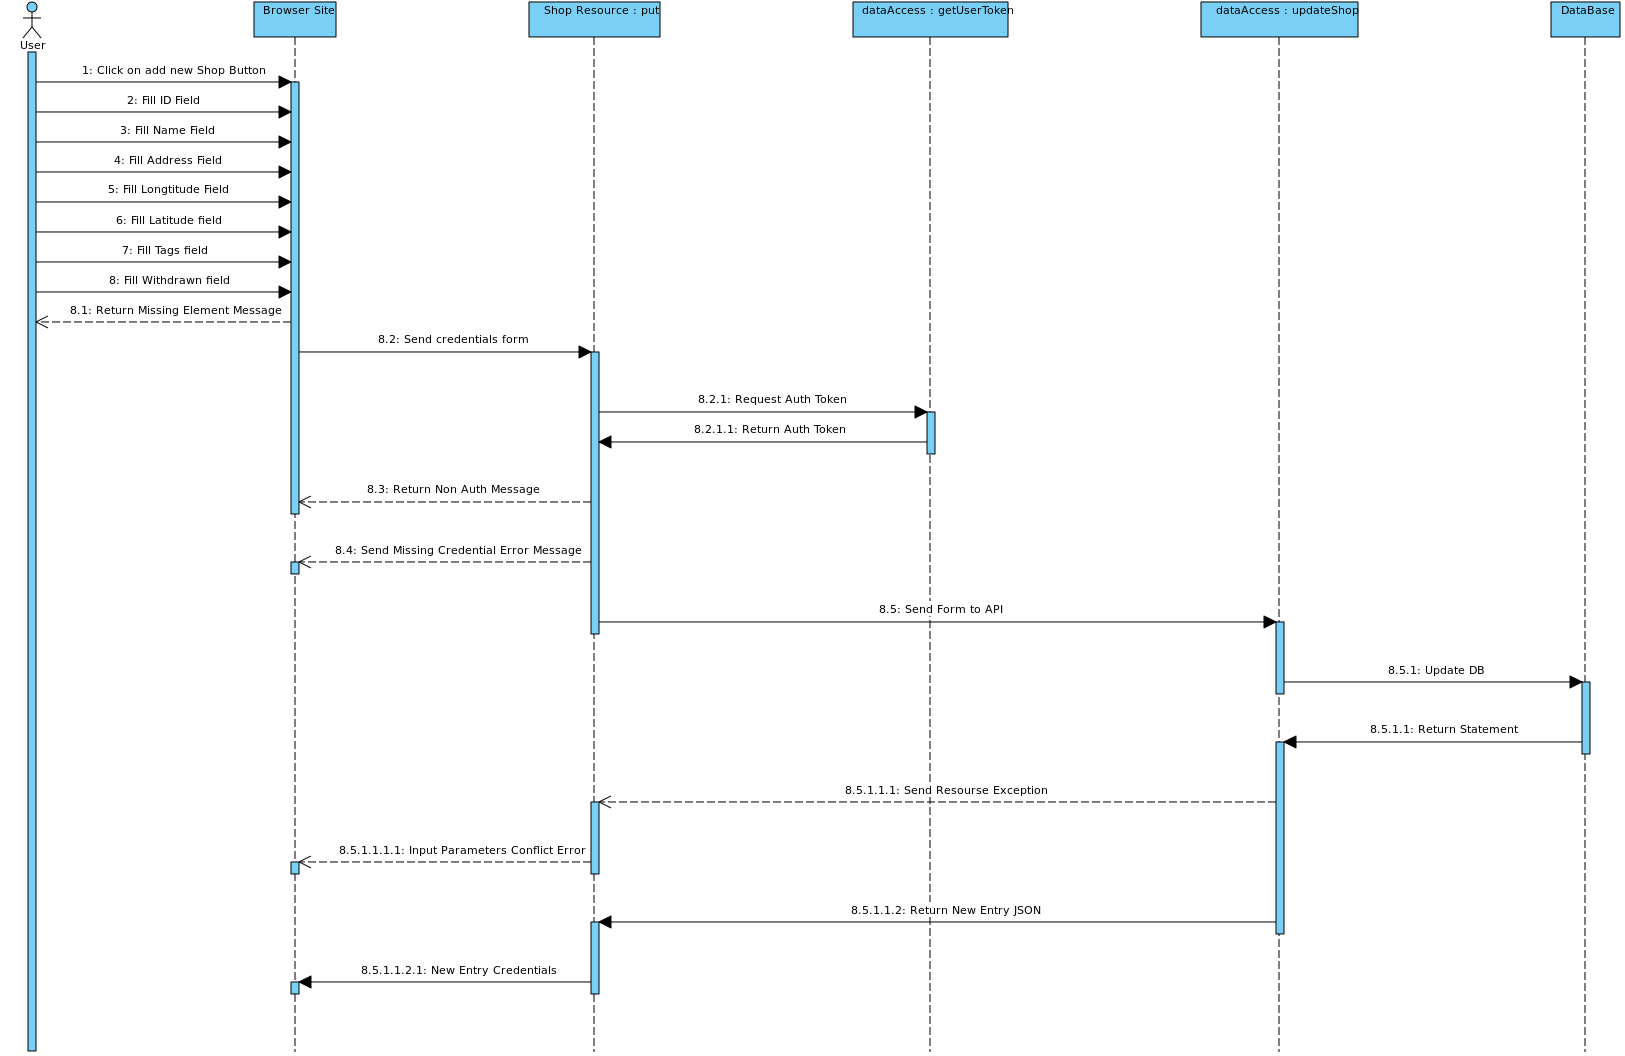 User
Browser Site
Shop Resource : put
dataAccess : getUserToken
dataAccess : updateShop
DataBase
1: Click on add new Shop Button
2: Fill ID Field
3: Fill Name Field
4: Fill Address Field
5: Fill Longtitude Field
6: Fill Latitude field
7: Fill Tags field
8: Fill Withdrawn field
8.1: Return Missing Element Message
8.2: Send credentials form
8.2.1: Request Auth Token
8.2.1.1: Return Auth Token
8.3: Return Non Auth Message
8.4: Send Missing Credential Error Message
8.5: Send Form to API
8.5.1: Update DB
8.5.1.1: Return Statement
8.5.1.1.1: Send Resourse Exception
8.5.1.1.1.1: Input Parameters Conflict Error
8.5.1.1.2: Return New Entry JSON
8.5.1.1.2.1: New Entry Credentials